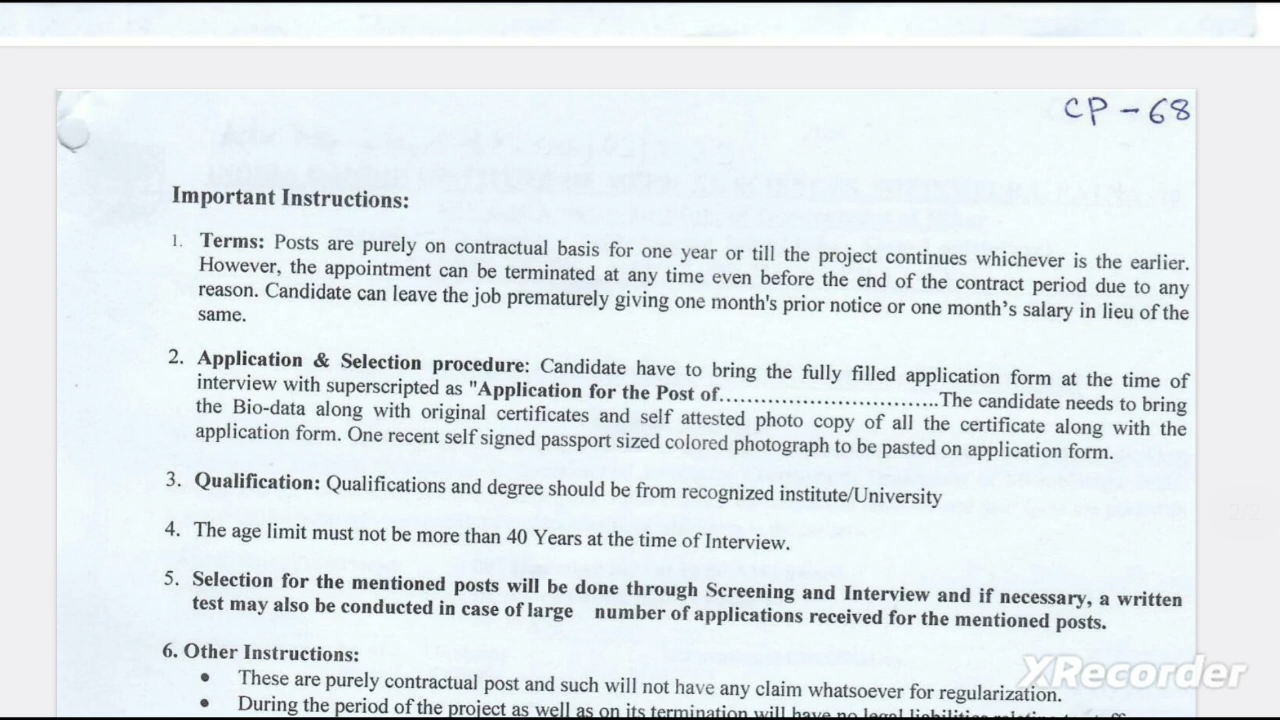 CP - 68
Important Instructions:
1. Terms: Posts are purely on contractual basis for one year or till the project continues whichever is the earlier.
However, the appointment can be terminated at any time even before the end of the contract period due to any
reason. Candidate can leave the job prematurely giving one month's prior notice or one month's salary in lieu of the
same.
2. Application & Selection procedure: Candidate have to bring the fully filled application form at the time of
interview with superscripted as "Application for the Post of.................................The candidate needs to bring
the Bio-data along with original certificates and self attested photo copy of all the certificate along with the
application form. One recent self signed passport sized colored photograph to be pasted on application form.
3. Qualification: Qualifications and degree should be from recognized institute/University
4. The age limit must not be more than 40 Years at the time of Interview.
5. Selection for the mentioned posts will be done through Screening and Interview and if necessary, a written
test may also be conducted in case of large number of applications received for the mentioned posts.
6. Other Instructions:
• These are purely contractual post and such will not have any claim whatsoever for regularization.
• During the period of the project as well as on its termination will have no legal liabilities
XRecorder